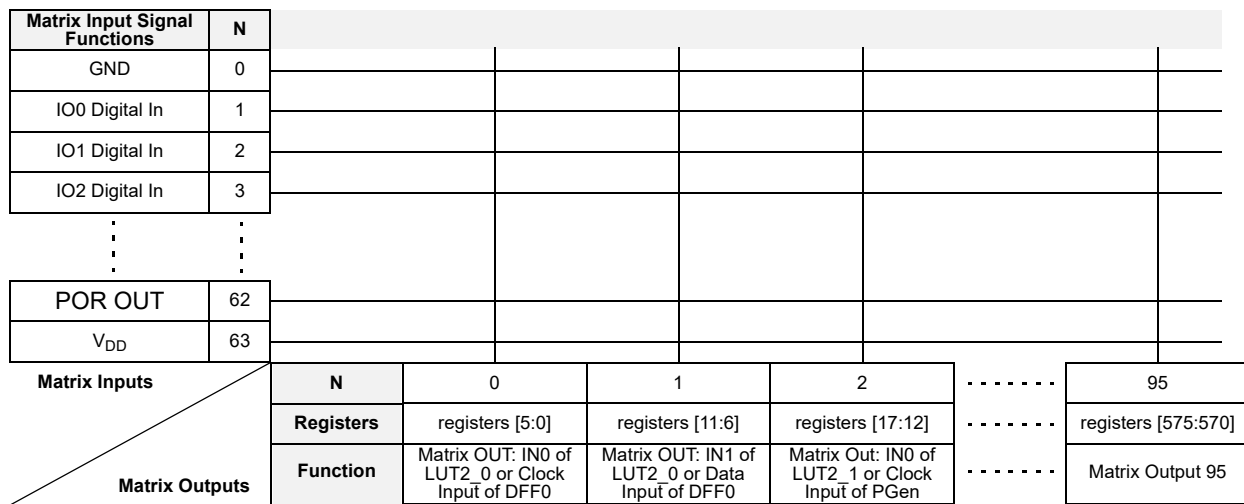 Matrix Input Signal
Functions
N
GND
0
IO0 Digital In
1
IO1 Digital In
2
IO2 Digital In
3
POR OUT
62
VDD
63
Matrix Inputs
Matrix Outputs
N
0
1
2
95
Registers
registers [5:0]
registers [11:6]
registers [17:12]
registers [575:570]
Function
Matrix OUT: IN0 of
LUT2_0 or Clock
Input of DFF0
Matrix OUT: IN1 of
LUT2_0 or Data
Input of DFF0
Matrix Out: IN0 of
LUT2_1 or Clock
Input of PGen
Matrix Output 95